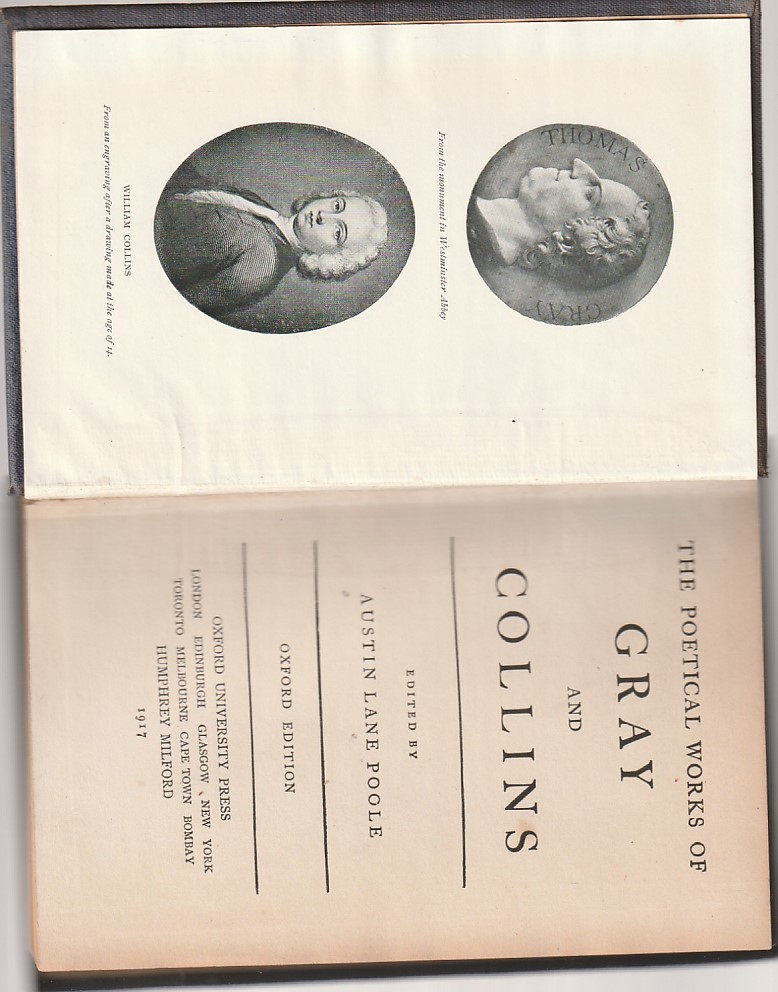 THOMAS
GRAY
From the monument in Westminster Abbey
WILLIAM COLLINS
From an engraving after a drawing made at the age of 14.
THE POETICAL WORKS OF
GRAY
AND
COLLINS
EDITED BY
AUSTIN LANE POOLE
OXFORD EDITION
OXFORD UNIVERSITY PRESS
LONDON EDINBURGH GLASGOW NEW YORK
TORONTO MELBOURNE CAPE TOWN BOMBAY
HUMPHREY MILFORD
1917